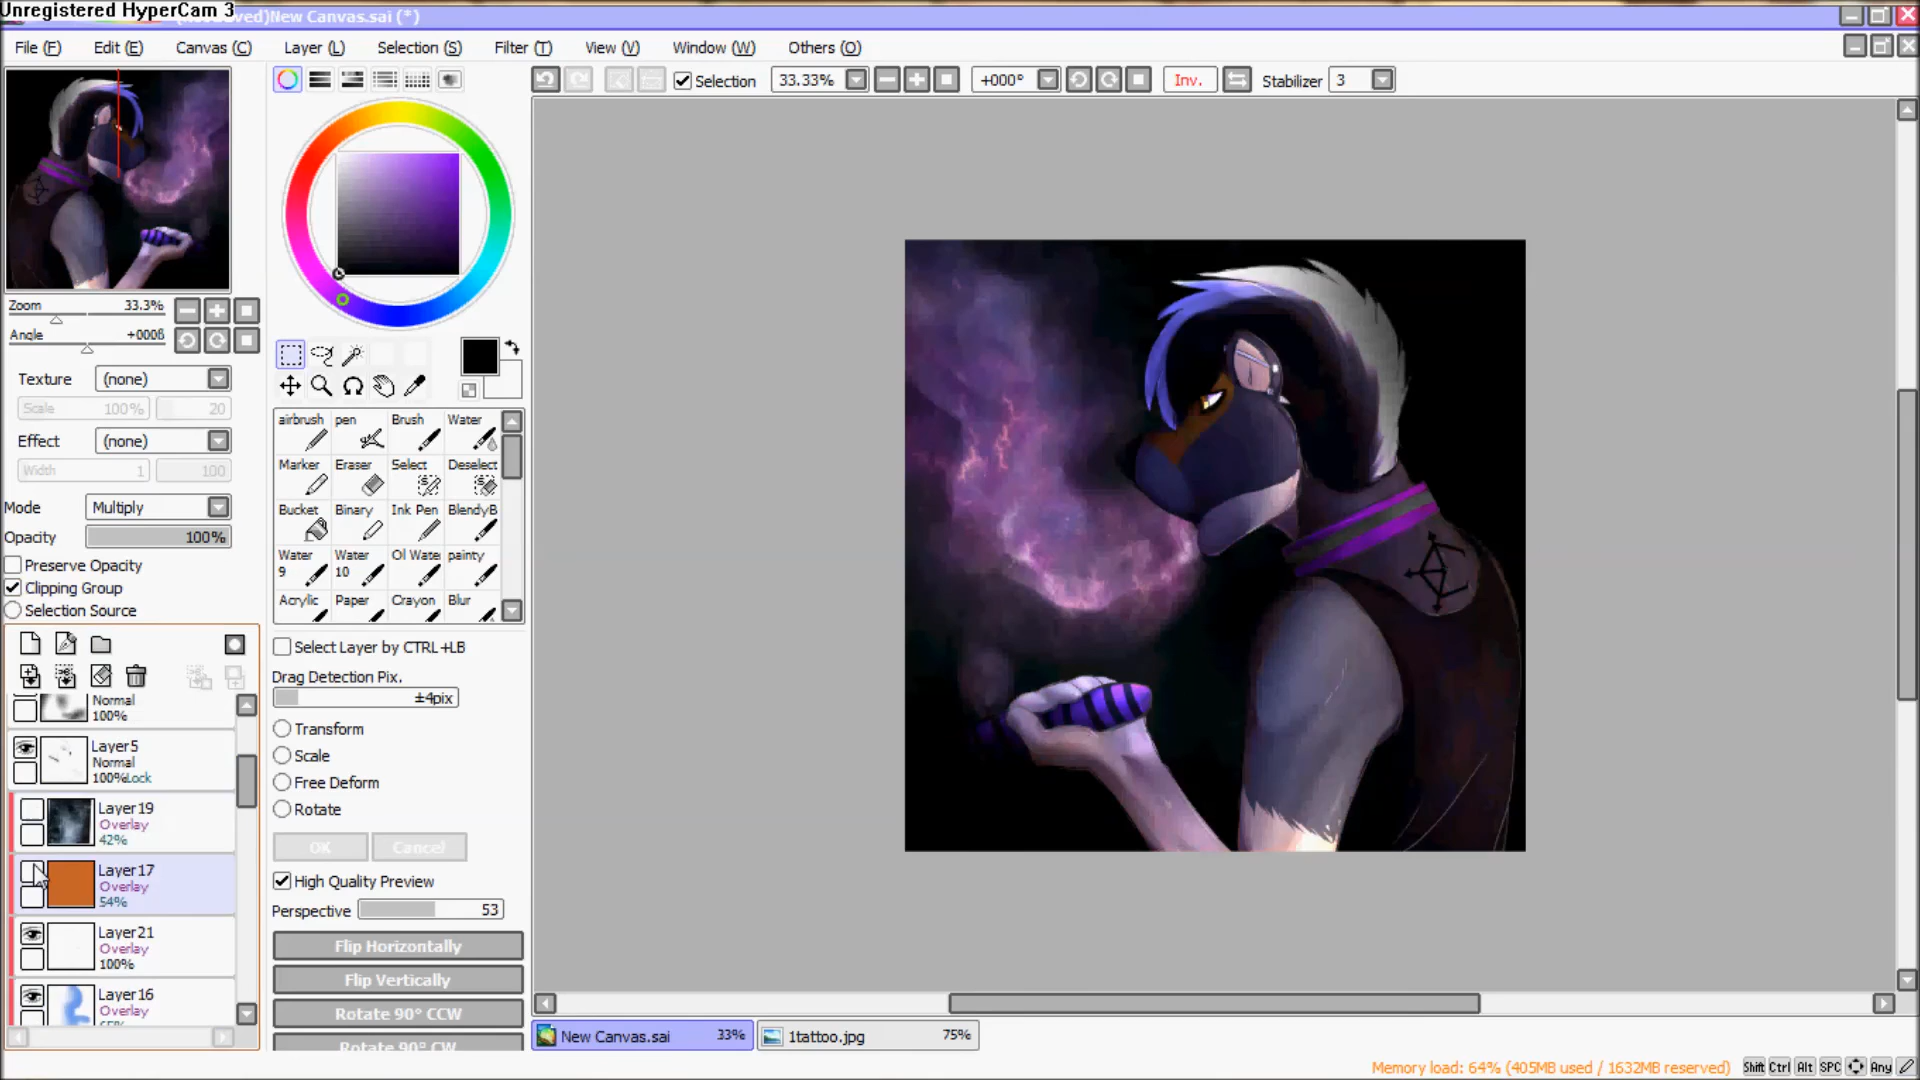 Unregistered HyperCam 3
ved)New Canvas.sai (*)
File (F) Edit (E) Canvas (C) Layer (L) Selection (S) Filter (T) View (V) Window (W) Others (O)
Selection 33.33% +000° Inv. Stabilizer 3
Zoom 33.3%
Angle
Texture (none)
Scale 100% 20
Effect (none)
Width 1 100
Mode Multiply
Opacity 100%
Preserve Opacity
Clipping Group
Selection Source
airbrush pen Brush Water
Marker Eraser Select Deselect
Bucket Binary Ink Pen BlendyB
Water 9 Water 10 Ol Wate painty
Acrylic Paper Crayon Blur
Select Layer by CTRL+LB
Drag Detection Pix.
±4pix
Transform
Scale
Free Deform
Rotate
OK Cancel
High Quality Preview
Perspective 53
Flip Horizontally
Flip Vertically
Rotate 90° CCW
Rotate 90° CW
Normal
100%
Layer5
Normal
100%Lock
Layer19
Overlay
42%
Layer17
Overlay
54%
Layer21
Overlay
100%
Layer16
Overlay
New Canvas.sai 33% 1tattoo.jpg 75%
Memory load: 64% (405MB used / 1632MB reserved) Shift Ctrl Alt SPC Any